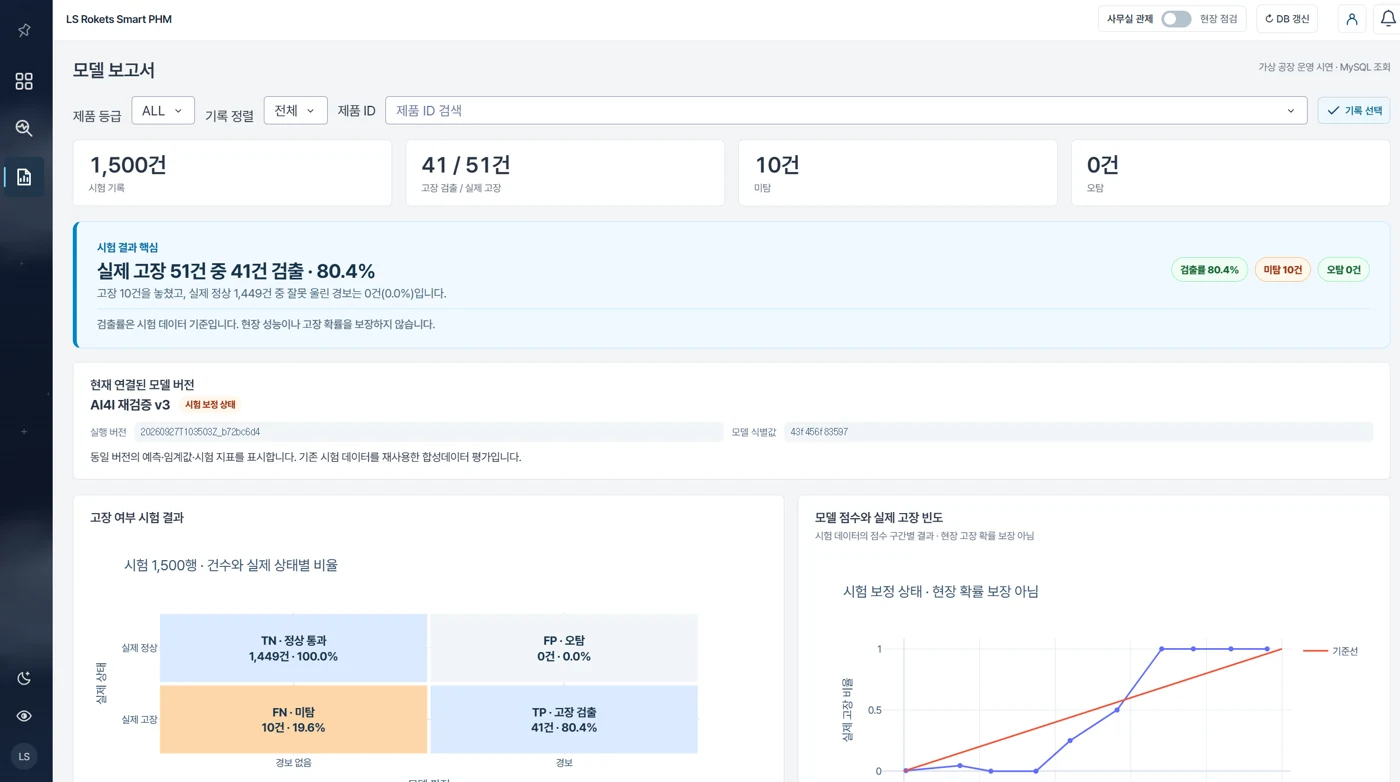 LS Rokets Smart PHM
사무실 관제
현장 점검
DB 갱신
모델 보고서
가상 공장 운영 시연 · MySQL 조회
제품 등급
ALL
기록 정렬
전체
제품 ID
제품 ID 검색
기록 선택
1,500건
시험 기록
41 / 51건
고장 검출 / 실제 고장
10건
미탐
0건
오탐
시험 결과 핵심
실제 고장 51건 중 41건 검출 · 80.4%
고장 10건을 놓쳤고, 실제 정상 1,449건 중 잘못 울린 경보는 0건(0.0%)입니다.
검출률 80.4%
미탐 10건
오탐 0건
검출률은 시험 데이터 기준입니다. 현장 성능이나 고장 확률을 보장하지 않습니다.
현재 연결된 모델 버전
AI4I 재검증 v3
시험 보정 상태
실행 버전
20260927T103503Z_b72bc6d4
모델 식별값
43f456f83597
동일 버전의 예측·임계값·시험 지표를 표시합니다. 기존 시험 데이터를 재사용한 합성데이터 평가입니다.
고장 여부 시험 결과
시험 1,500행 · 건수와 실제 상태별 비율
실제 상태
실제 정상
TN · 정상 통과
1,449건 · 100.0%
FP · 오탐
0건 · 0.0%
실제 고장
FN · 미탐
10건 · 19.6%
TP · 고장 검출
41건 · 80.4%
경보 없음
경보
모델 점수와 실제 고장 빈도
시험 데이터의 점수 구간별 결과 · 현장 고장 확률 보장 아님
시험 보정 상태 · 현장 확률 보장 아님
실제 고장 비율
1
0.5
0
기준선
LS